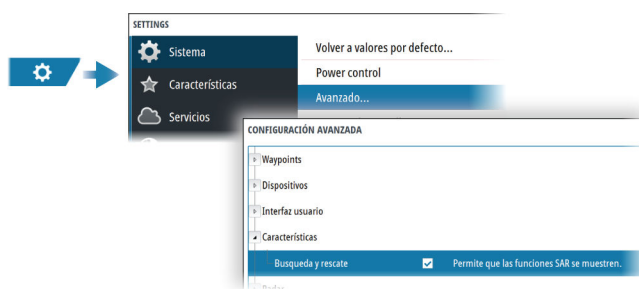 SETTINGS
Sistema
Volver a valores por defecto...
Power control
Características
Avanzado...
Servicios
CONFIGURACIÓN AVANZADA
Waypoints
Dispositivos
Interfaz usuario
Características
Busqueda y rescate
Permite que las funciones SAR se muestren.
Radar